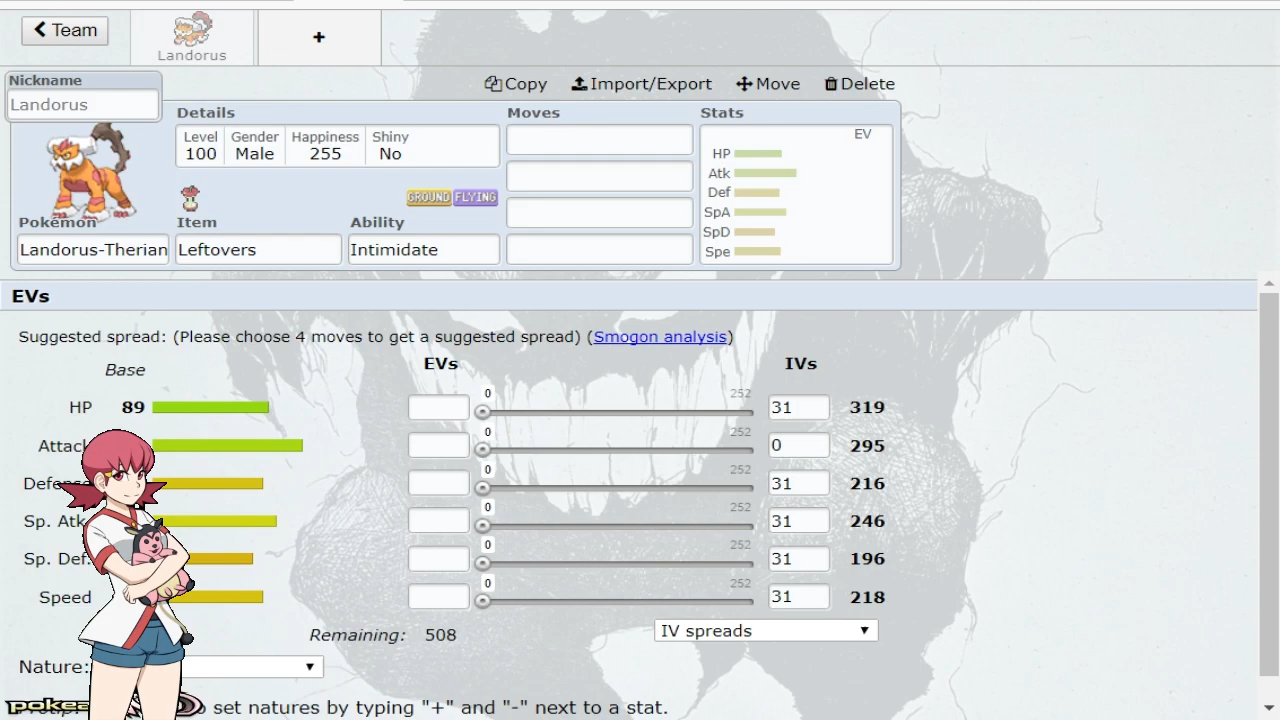 Team
Landorus
+
Nickname
Landorus
Copy
Import/Export
Move
Delete
Details
Level
100
Gender
Male
Happiness
255
Shiny
No
GROUND FLYING
Pokémon
Landorus-Therian
Item
Leftovers
Ability
Intimidate
Moves
Stats
EV
HP
Atk
Def
SpA
SpD
Spe
EVs
Suggested spread: (Please choose 4 moves to get a suggested spread) (Smogon analysis)
Base
EVs
IVs
HP 89 0 252 31 319
Attack 0 252 0 295
Defense 0 252 31 216
Sp. Atk. 0 252 31 246
Sp. Def. 0 252 31 196
Speed 0 252 31 218
Remaining: 508
IV spreads
Nature:
set natures by typing "+" and "-" next to a stat.